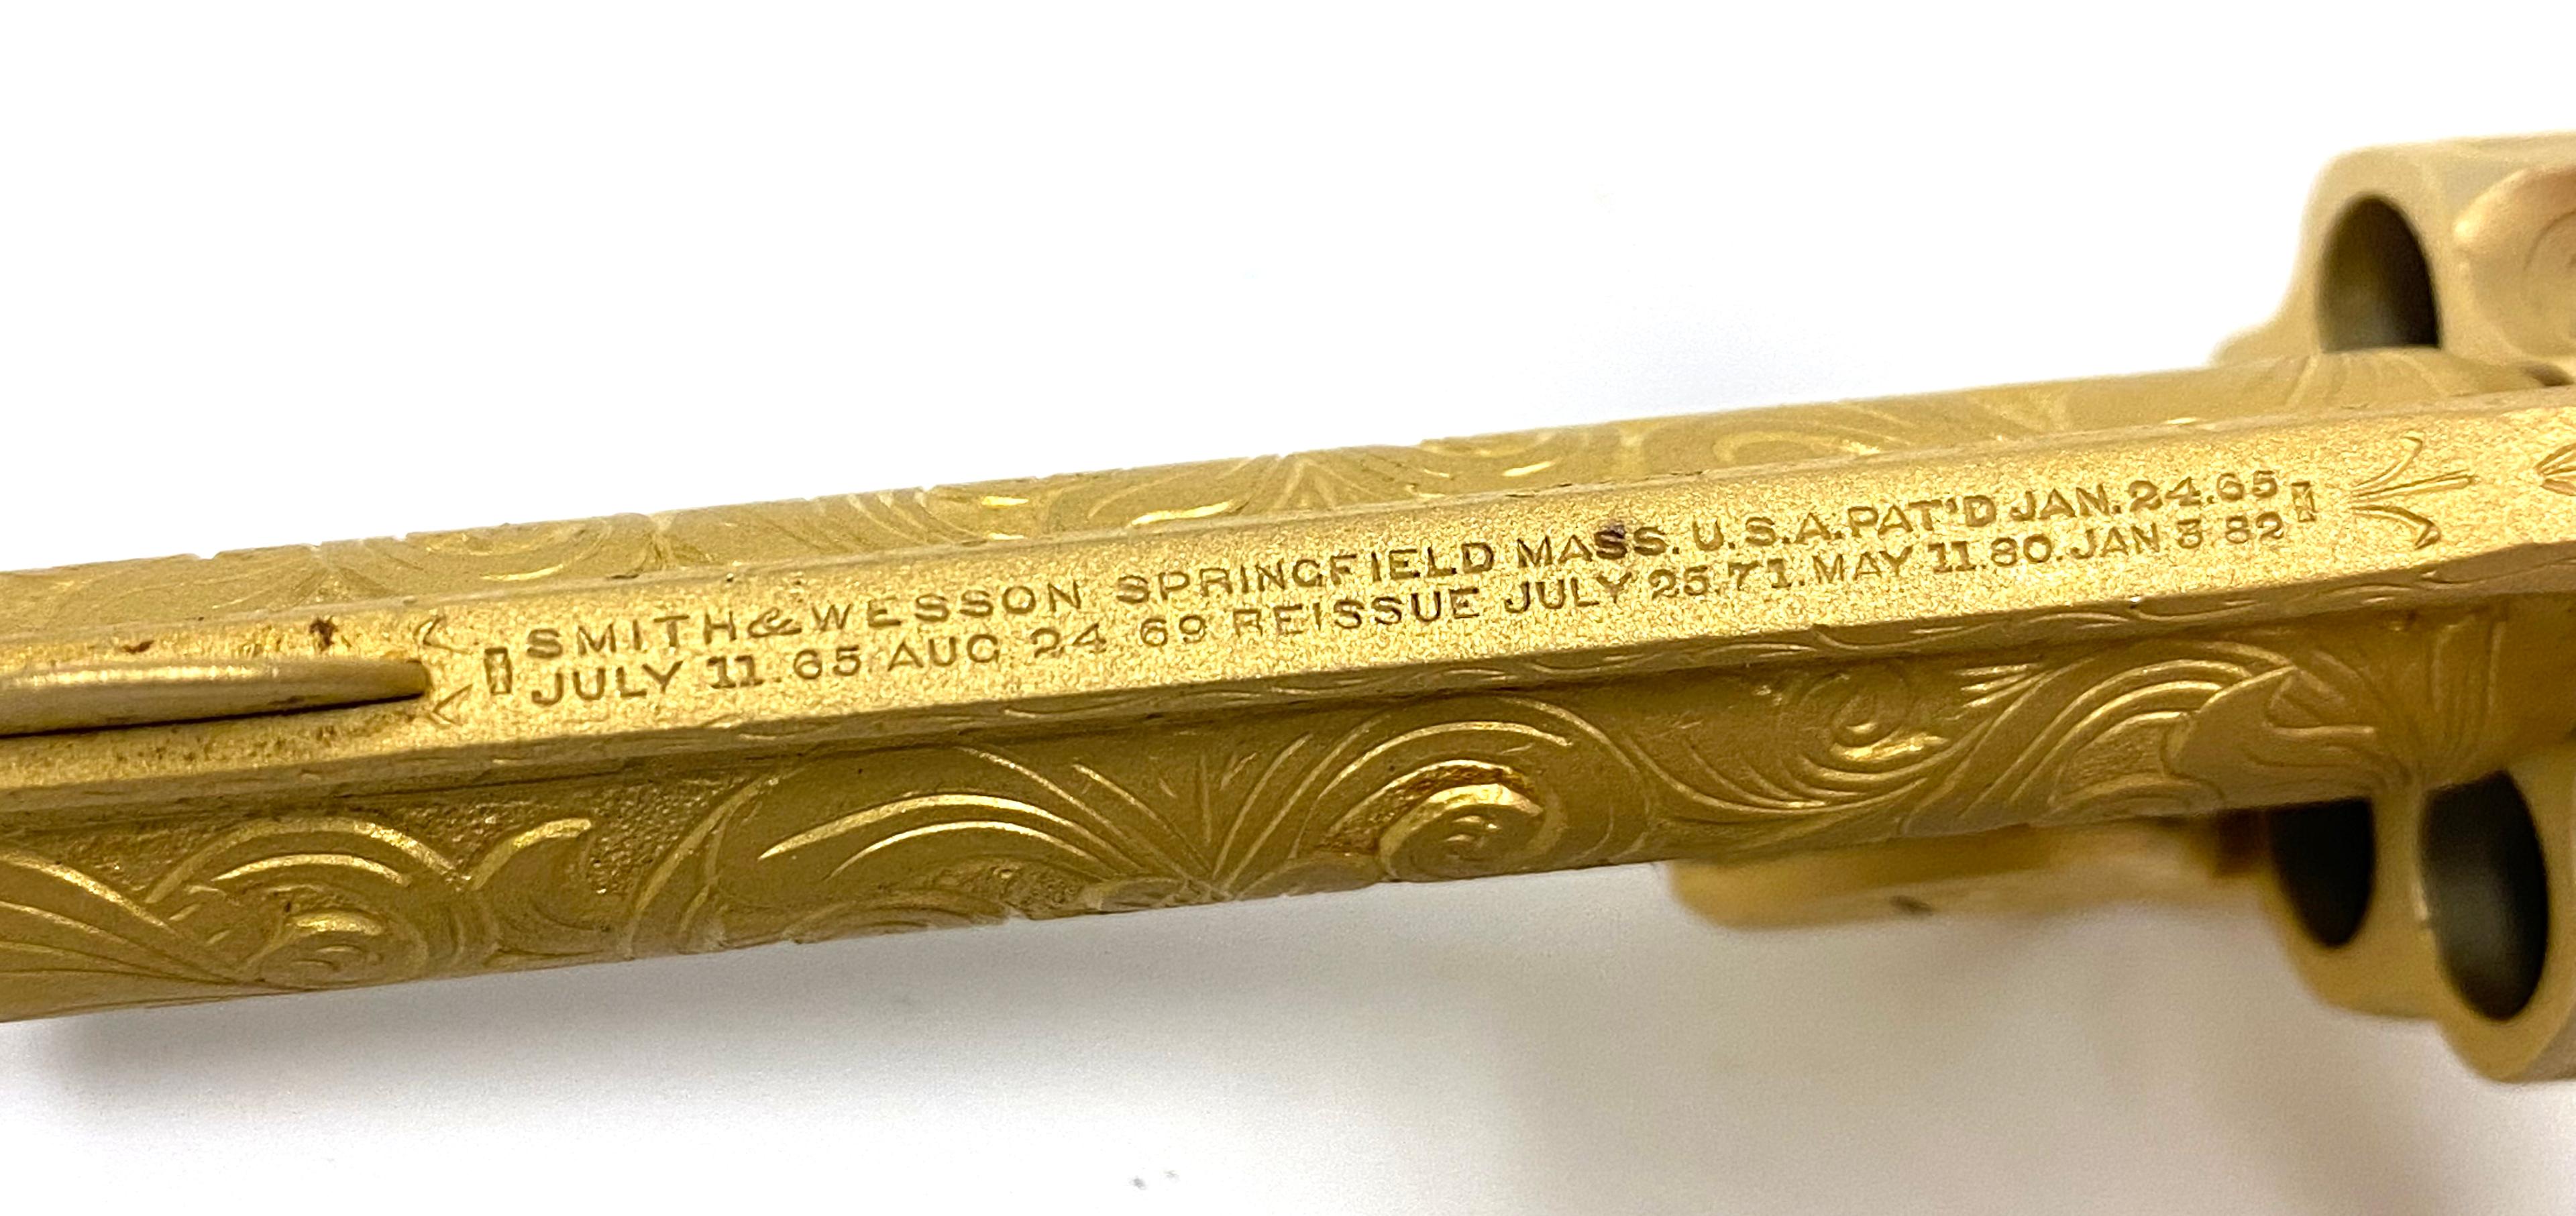 SMITH & WESSON SPRINGFIELD MASS. U.S.A. PAT'D JAN. 24. 65.
JULY 11. 65. AUG. 24. 69 REISSUE JULY 25. 71. MAY 11. 80. JAN 3. 82